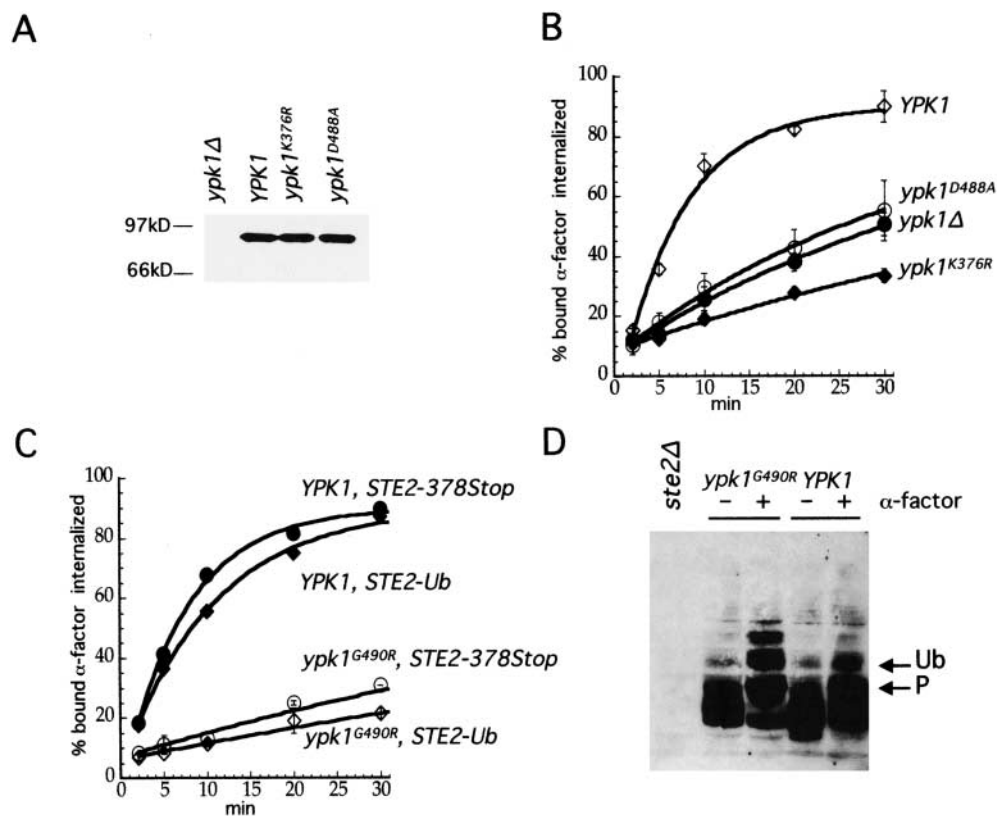 A
ypk1Δ
YPK1
ypk1K376R
ypk1D488A
97kD
66kD
B
% bound α-factor internalized
100
80
60
40
20
0
0 5 10 15 20 25 30
min
YPK1
ypk1D488A
ypk1Δ
ypk1K376R
C
% bound α-factor internalized
100
80
60
40
20
0
0 5 10 15 20 25 30
min
YPK1, STE2-378Stop
YPK1, STE2-Ub
ypk1G490R, STE2-378Stop
ypk1G490R, STE2-Ub
D
ste2Δ
ypk1G490R YPK1
− + − + α-factor
Ub
P